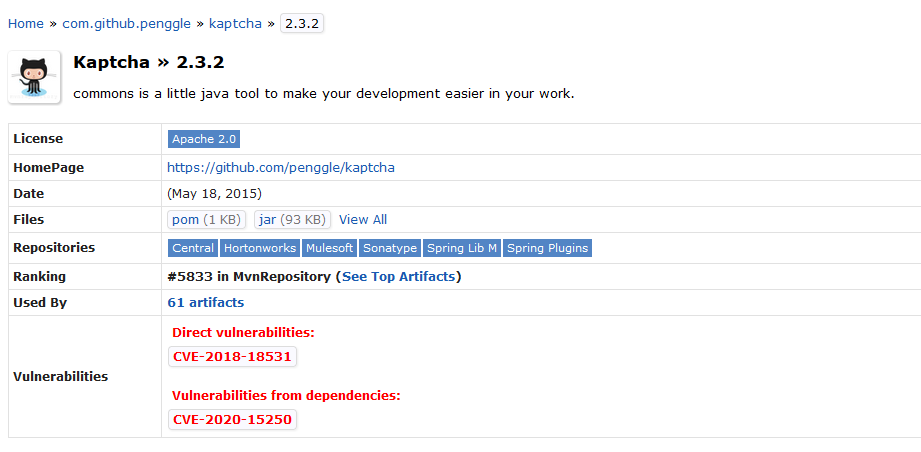 Home » com.github.penggle » kaptcha » 2.3.2
Kaptcha » 2.3.2
commons is a little java tool to make your development easier in your work.
License Apache 2.0
HomePage https://github.com/penggle/kaptcha
Date (May 18, 2015)
Files pom (1 KB) jar (93 KB) View All
Repositories Central Hortonworks Mulesoft Sonatype Spring Lib M Spring Plugins
Ranking #5833 in MvnRepository (See Top Artifacts)
Used By 61 artifacts
Vulnerabilities
Direct vulnerabilities:
CVE-2018-18531
Vulnerabilities from dependencies:
CVE-2020-15250